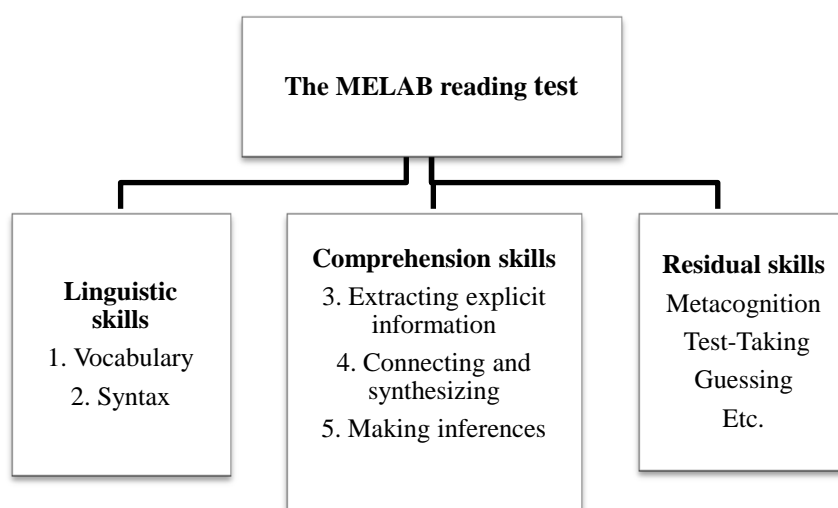 The MELAB reading test
Linguistic
skills
1. Vocabulary
2. Syntax
Comprehension skills
3. Extracting explicit
information
4. Connecting and
synthesizing
5. Making inferences
Residual skills
Metacognition
Test-Taking
Guessing
Etc.